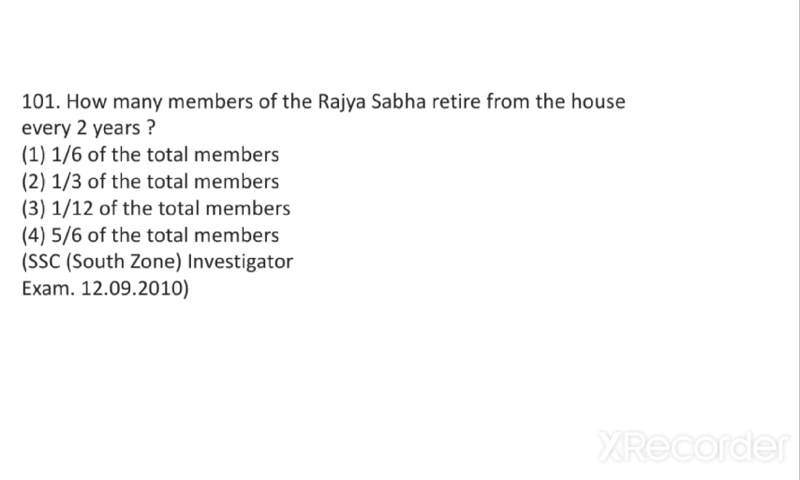 101. How many members of the Rajya Sabha retire from the house
every 2 years ?
(1) 1/6 of the total members
(2) 1/3 of the total members
(3) 1/12 of the total members
(4) 5/6 of the total members
(SSC (South Zone) Investigator
Exam. 12.09.2010)
XRecorder